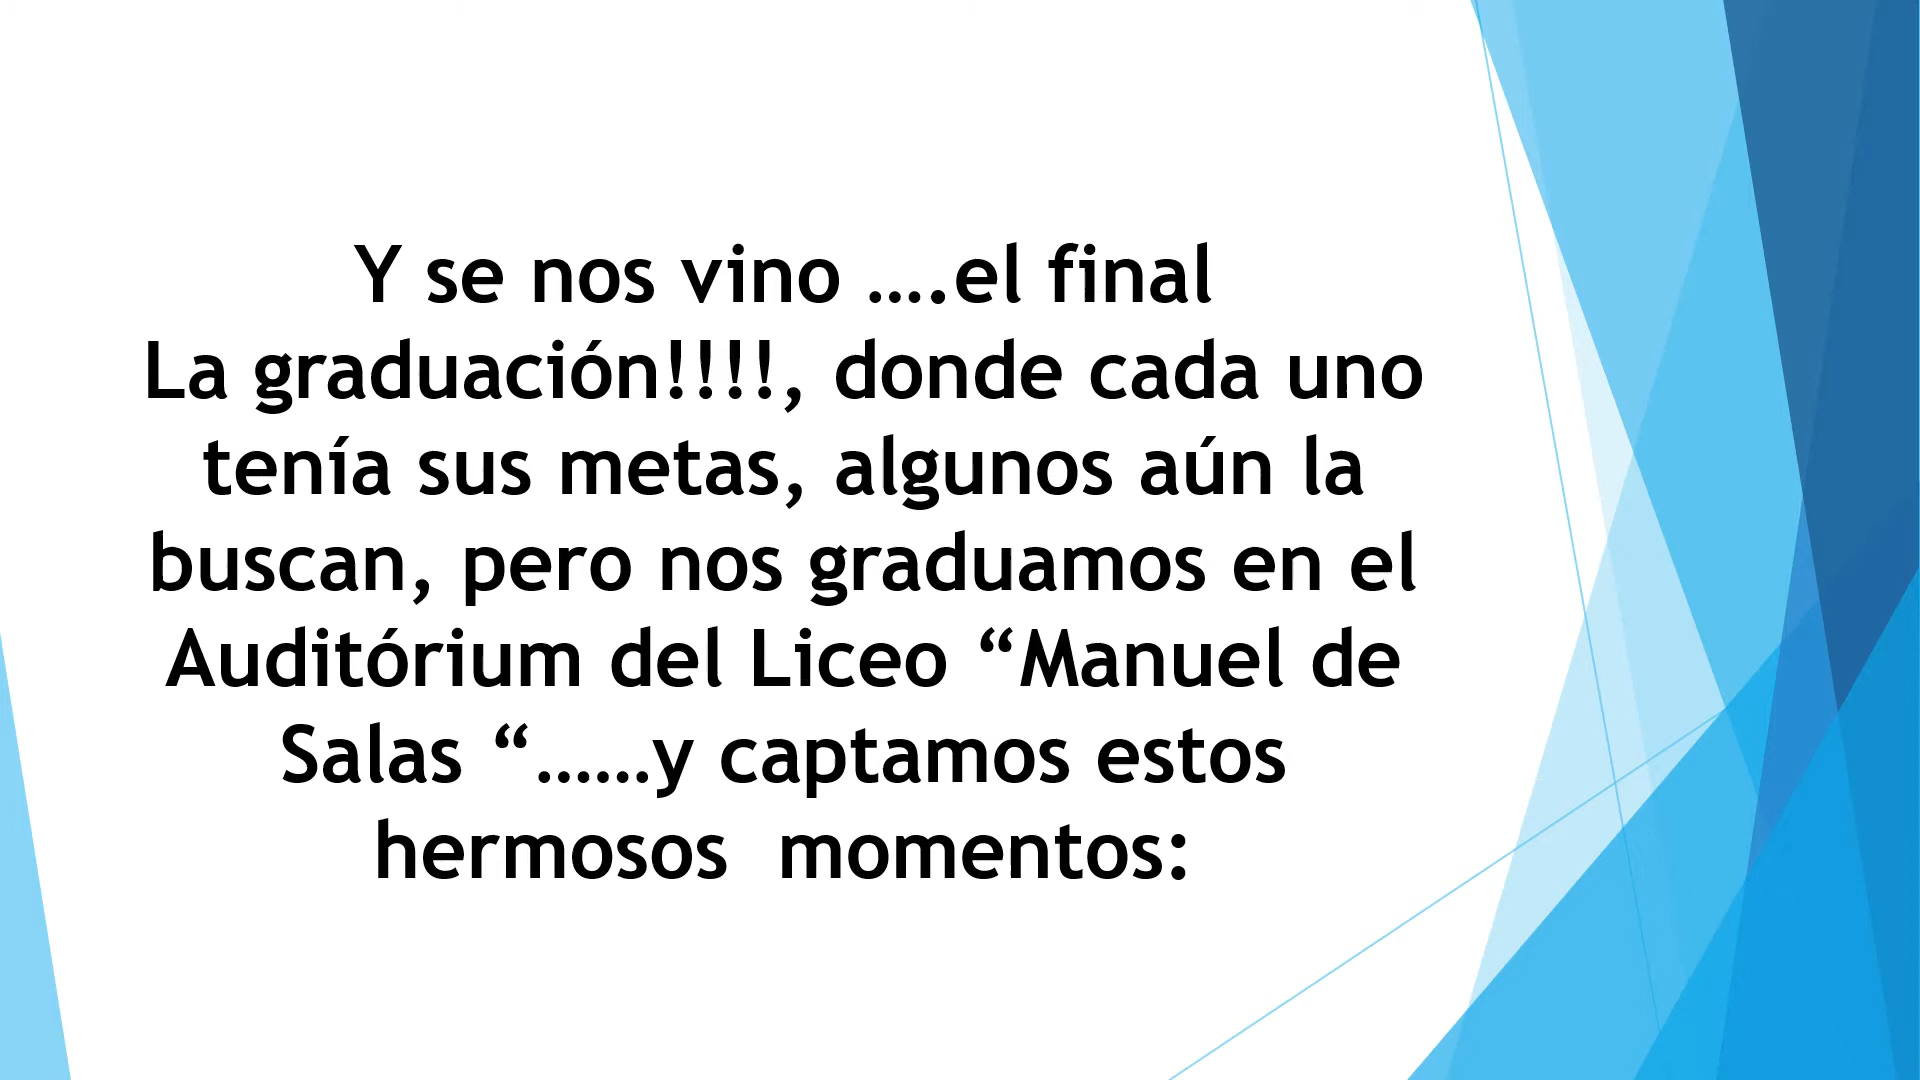 Y se nos vino ….el final
La graduación!!!!, donde cada uno
tenía sus metas, algunos aún la
buscan, pero nos graduamos en el
Auditórium del Liceo “Manuel de
Salas “……y captamos estos
hermosos  momentos: